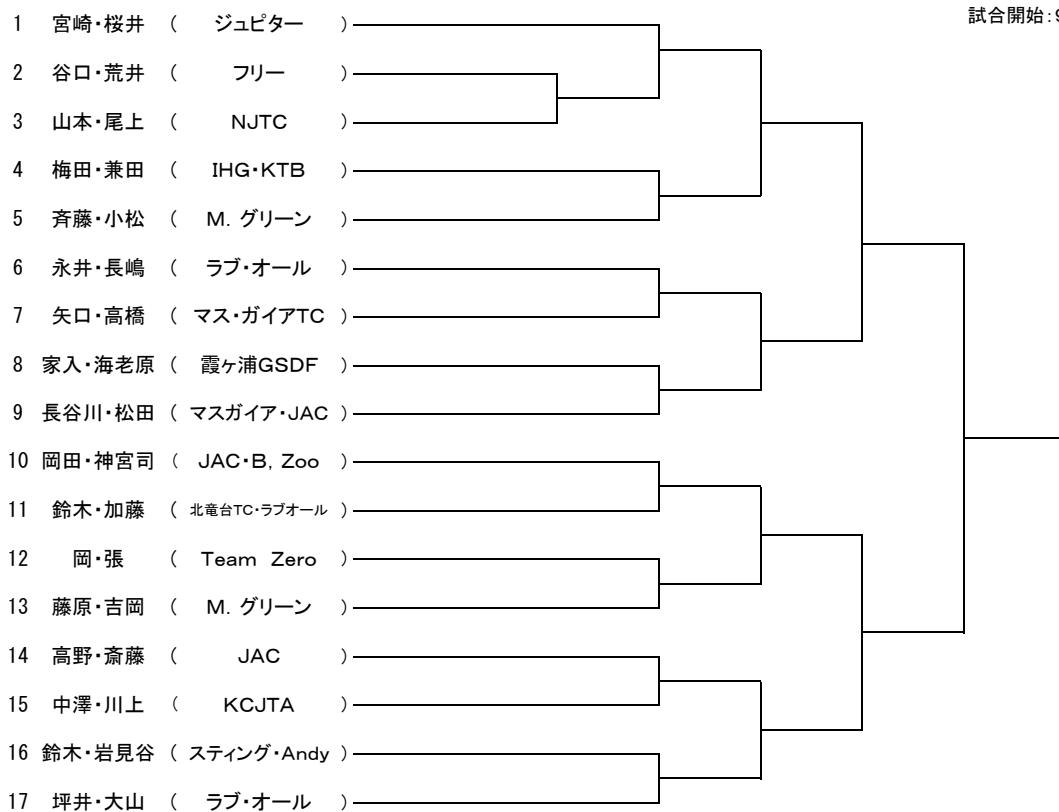 試合開始:9
1 宮崎・桜井 ( ジュピター )
2 谷口・荒井 ( フリー )
3 山本・尾上 ( NJTC )
4 梅田・兼田 ( IHG・KTB )
5 斉藤・小松 ( M.グリーン )
6 永井・長嶋 ( ラブ・オール )
7 矢口・高橋 ( マス・ガイアTC )
8 家入・海老原 ( 霞ヶ浦GSDF )
9 長谷川・松田 ( マスガイア・JAC )
10 岡田・神宮司 ( JAC・B,Zoo )
11 鈴木・加藤 ( 北竜台TC・ラブオール )
12 岡・張 ( Team Zero )
13 藤原・吉岡 ( M.グリーン )
14 高野・斎藤 ( JAC )
15 中澤・川上 ( KCJTA )
16 鈴木・岩見谷 ( スティング・Andy )
17 坪井・大山 ( ラブ・オール )